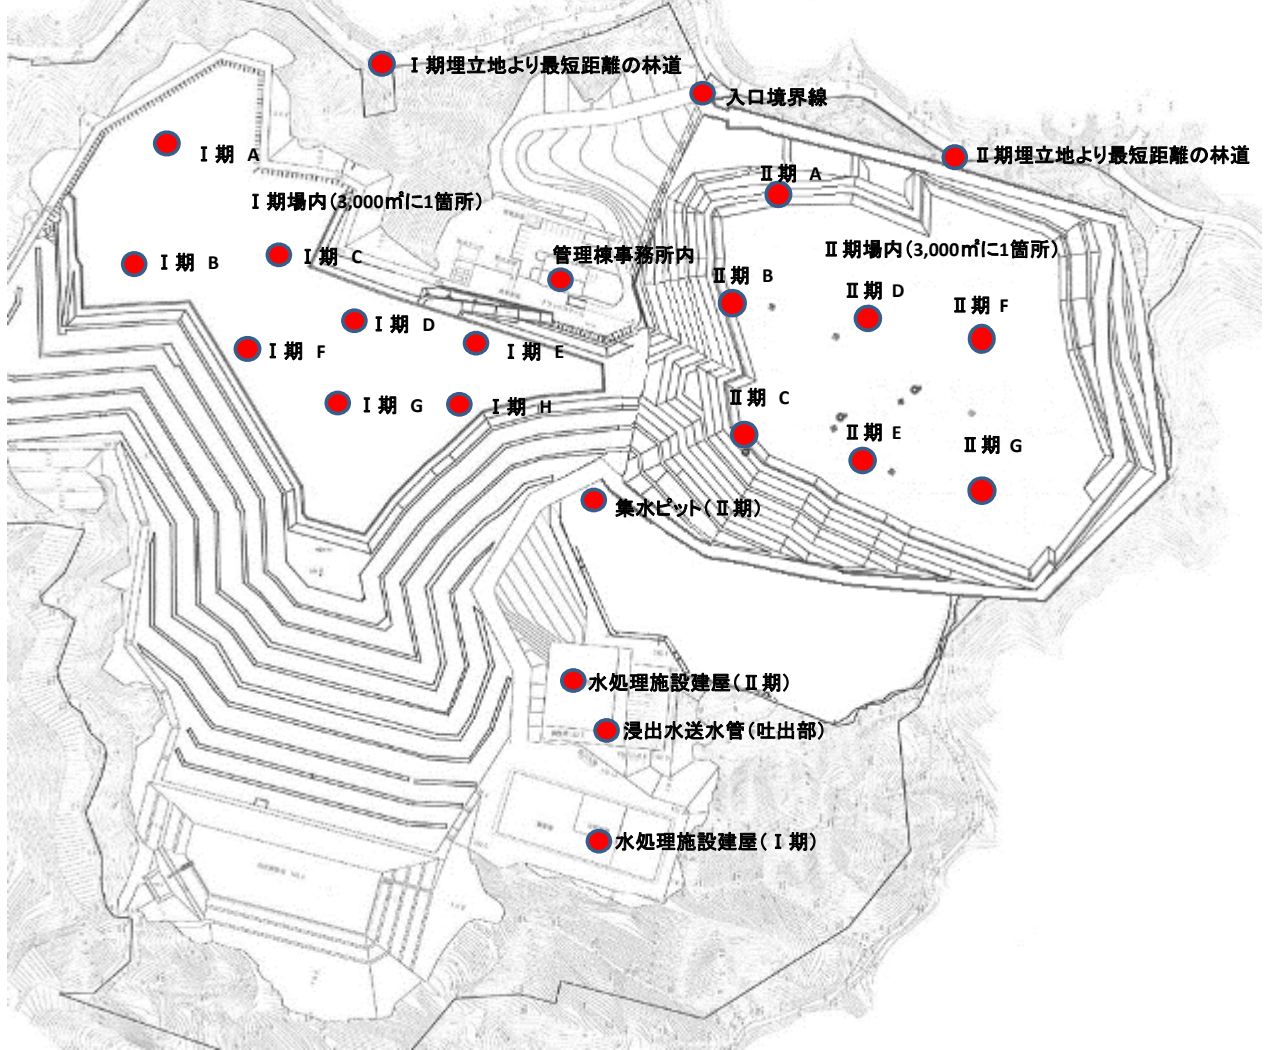 Ⅰ期埋立地より最短距離の林道
入口境界線
Ⅰ期 A
Ⅱ期埋立地より最短距離の林道
Ⅱ期 A
Ⅰ期場内(3,000㎡に1箇所)
Ⅱ期場内(3,000㎡に1箇所)
Ⅰ期 B
Ⅰ期 C
管理棟事務所内
Ⅱ期 B
Ⅱ期 D
Ⅱ期 F
Ⅰ期 D
Ⅰ期 F
Ⅰ期 E
Ⅰ期 G
Ⅰ期 H
Ⅱ期 C
Ⅱ期 E
Ⅱ期 G
集水ピット(Ⅱ期)
水処理施設建屋(Ⅱ期)
浸出水送水管(吐出部)
水処理施設建屋(Ⅰ期)